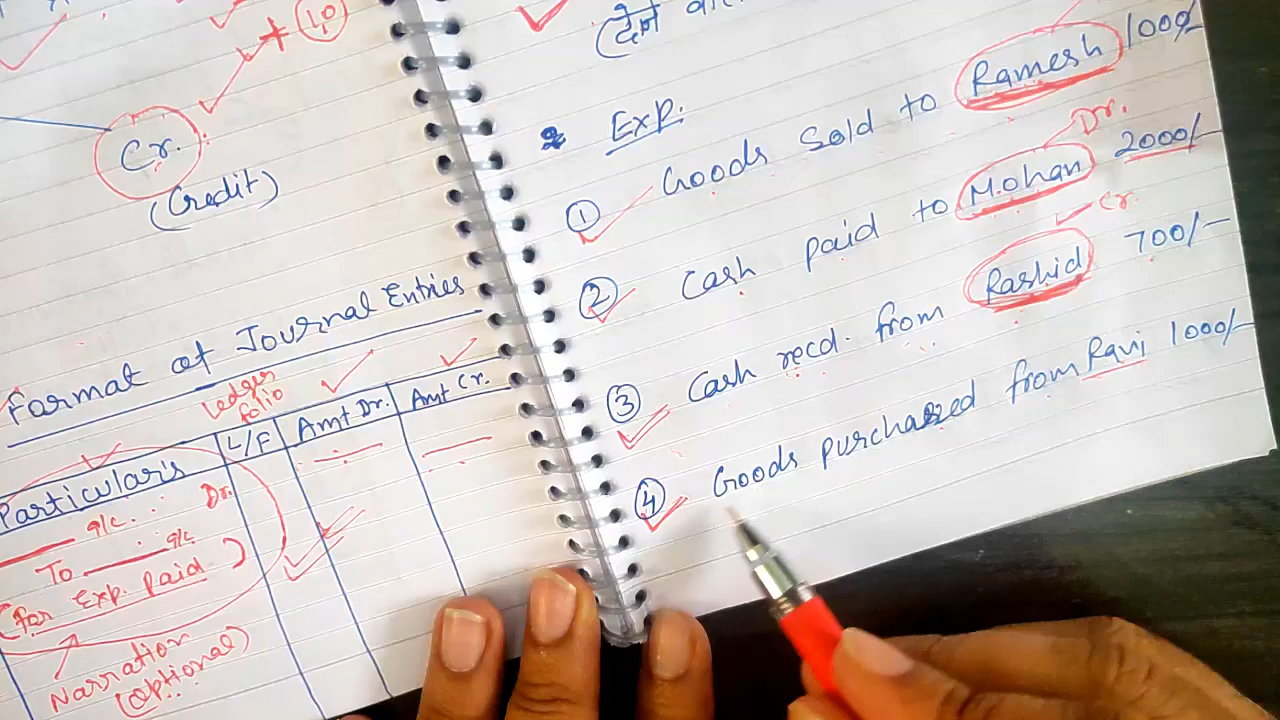 10
Cr.
(Credit)
Format of Journal Entries
Ledger
folio
Particulars L/F Amt Dr. Amt Cr.
a/c. . . Dr.
To a/c
(for Exp. paid)
Narration
(optional)
Exp.
① Goods sold to Ramesh 100/-
Dr.
② Cash paid to Mohan 2000/-
Cr.
③ Cash recd. from Rashid 700/-
④ Goods purchased from Ravi 1000/-